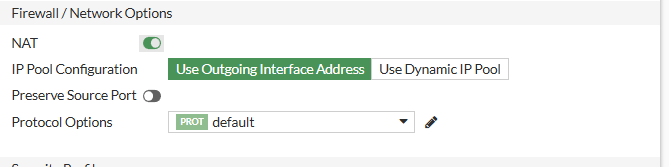 Firewall / Network Options
NAT
IP Pool Configuration Use Outgoing Interface Address Use Dynamic IP Pool
Preserve Source Port
Protocol Options PROT default